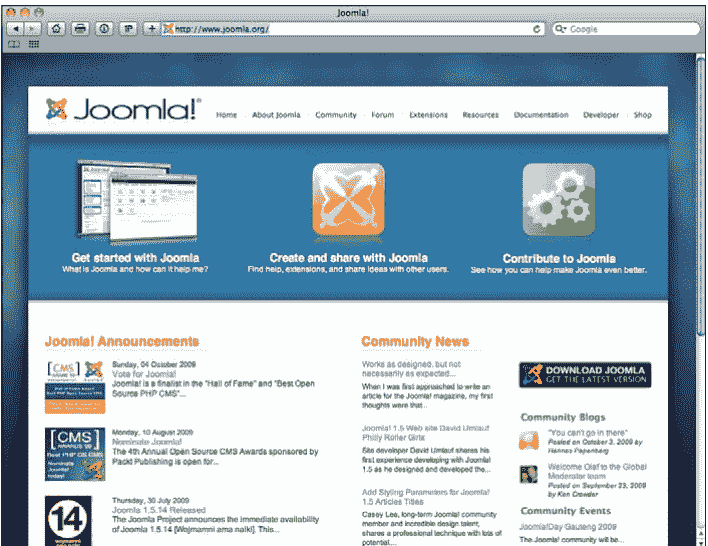 Joomla!
http://www.joomla.org/
Google
Joomla!®
Home About Joomla Community Forum Extensions Resources Documentation Developer Shop
Get started with Joomla
What is Joomla and how can it help me?
Create and share with Joomla
Find help, extensions, and share ideas with other users.
Contribute to Joomla
See how you can help make Joomla even better.
Joomla! Announcements
Sunday, 04 October 2009
Vote for Joomla!
Joomla! is a finalist in the "Hall of Fame" and "Best Open
Source PHP CMS"...
CMS
Monday, 10 August 2009
Nominate Joomla!
The 4th Annual Open Source CMS Awards sponsored by
Packt Publishing is open for...
CMS
Best PHP OS CMS
Nominate
Joomla!
today!
Thursday, 30 July 2009
Joomla 1.5.14 Released
The Joomla Project announces the immediate availability
of Joomla 1.5.14 [Wojmamni ama naiki]. This...
14
Community News
Works as designed, but not
necessarily as expected...
When I was first approached to write an
article for the Joomla! magazine, my first
thoughts were that...
Joomla! 1.5 Web site David Umlauf
Philly Roller Girls
Site developer David Umlauf shares his
first experience developing with Joomla!
1.5 as he designed and developed the...
Add Styling Parameters for Joomla!
1.5 Articles Titles
Casey Lee, long-term Joomla! community
member and incredible design talent,
shares a professional technique with lots of
potential....
DOWNLOAD JOOMLA
GET THE LATEST VERSION
Community Blogs
"You can't go in there"
Posted on October 3, 2009 by
Hannes Papenberg
Welcome Olaf to the Global
Moderator team
Posted on September 23, 2009
by Ken Crowder
Community Events
Joomla!Day Gauteng 2009
The Joomla! community will be...